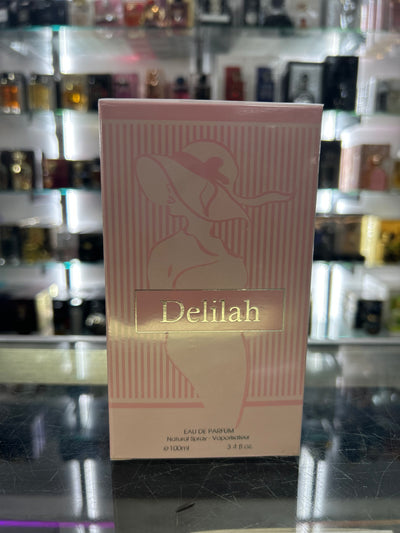 Delilah
EAU DE PARFUM
Natural Spray - Vaporisateur
e100ml 3.4 fl oz.